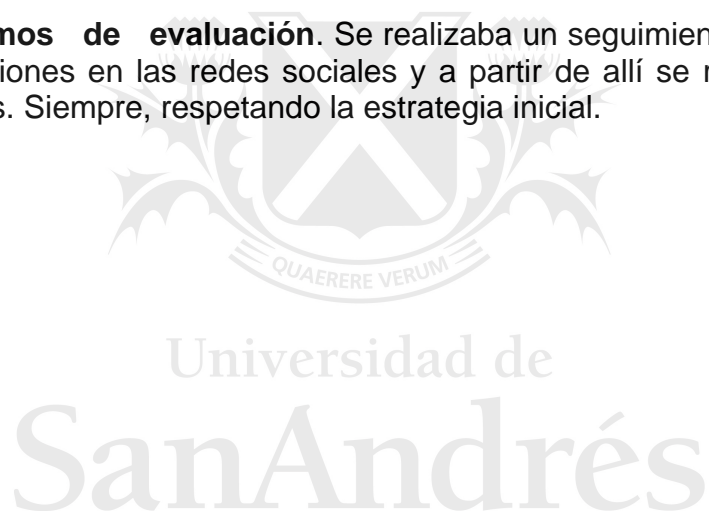 mos de evaluación. Se realizaba un seguimien
iones en las redes sociales y a partir de allí se
s. Siempre, respetando la estrategia inicial.
QUAERERE VERUM
Universidad de
SanAndrés